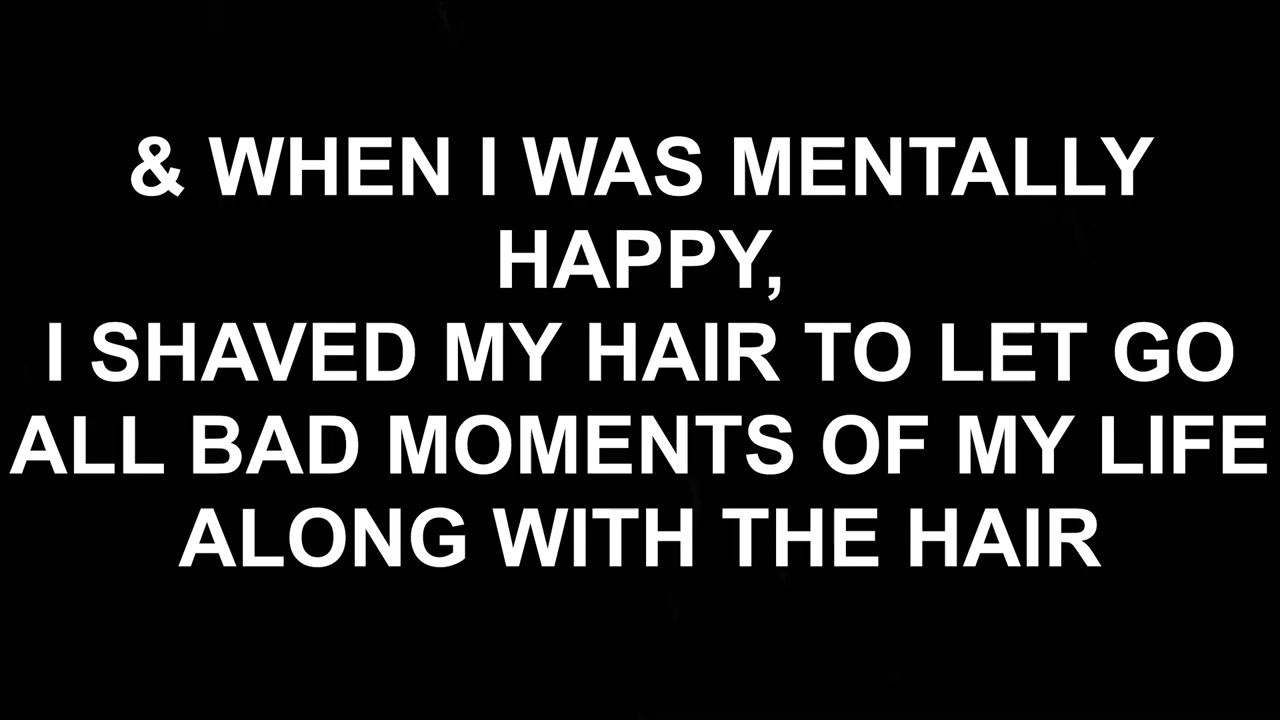 & WHEN I WAS MENTALLY
HAPPY,
I SHAVED MY HAIR TO LET GO
ALL BAD MOMENTS OF MY LIFE
ALONG WITH THE HAIR